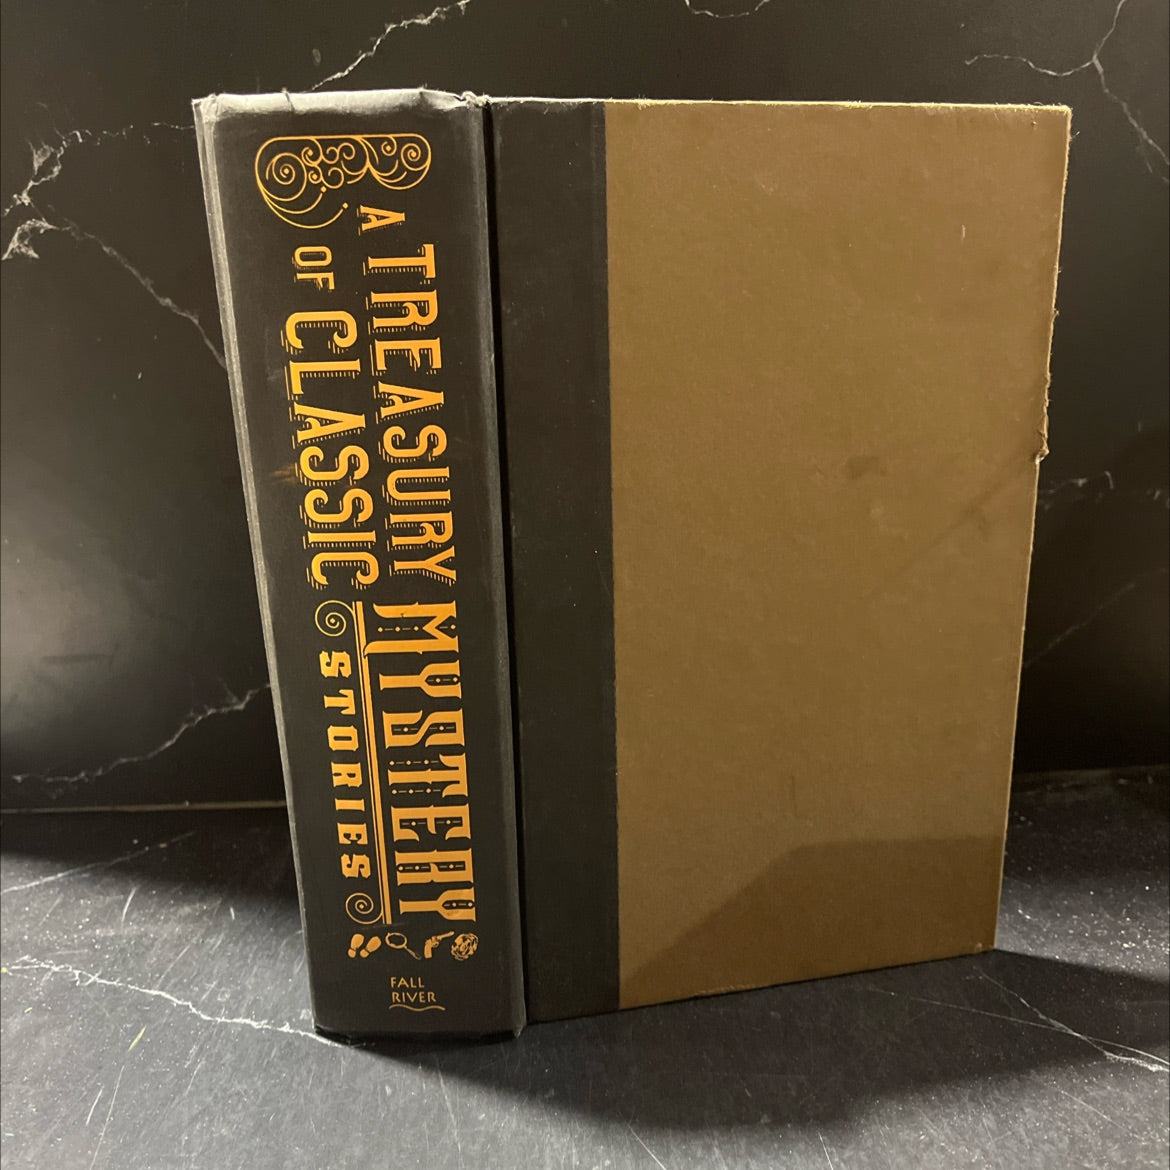 A TREASURY
OF CLASSIC
MYSTERY
STORIES
FALL
RIVER